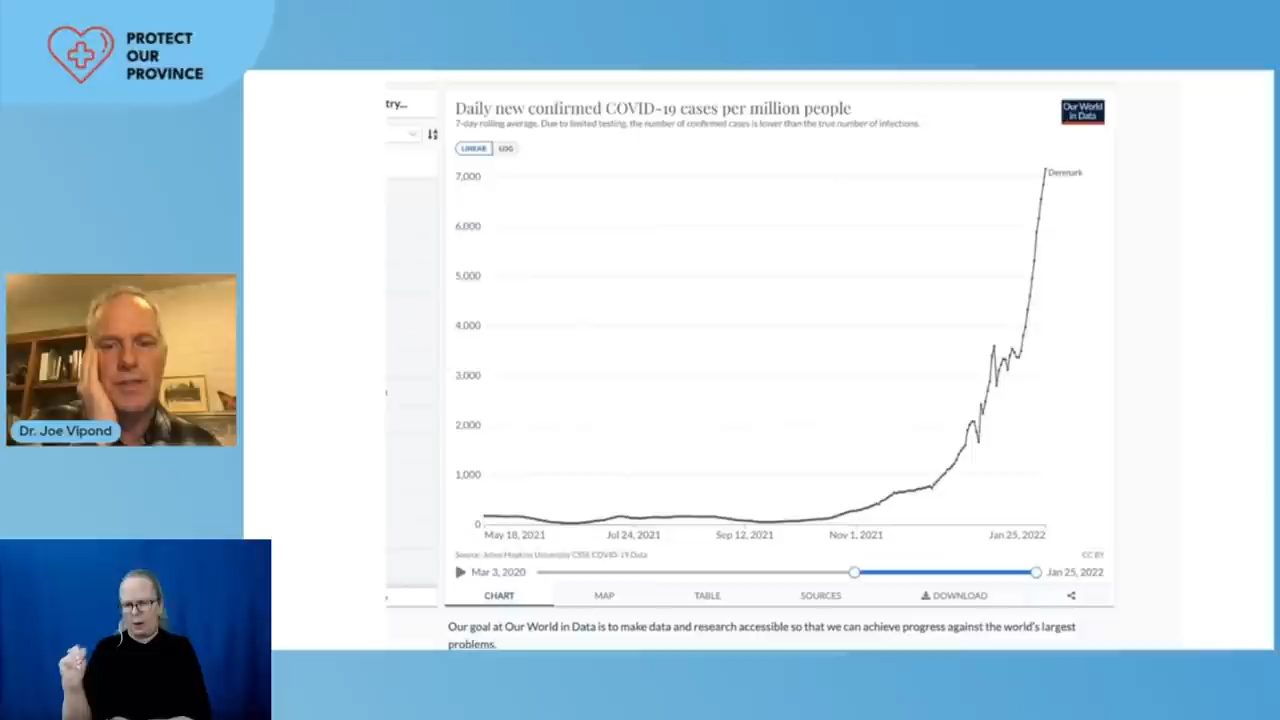 PROTECT
OUR
PROVINCE
try...
Daily new confirmed COVID-19 cases per million people
7-day rolling average. Due to limited testing, the number of confirmed cases is lower than the true number of infections.
Our World
in Data
LINEAR LOG
7,000
Denmark
6,000
5,000
4,000
3,000
2,000
1,000
0
May 18, 2021 Jul 24, 2021 Sep 12, 2021 Nov 1, 2021 Jan 25, 2022
Source: Johns Hopkins University CSSE COVID-19 Data CC BY
Mar 3, 2020 Jan 25, 2022
CHART MAP TABLE SOURCES DOWNLOAD
Our goal at Our World in Data is to make data and research accessible so that we can achieve progress against the world's largest
problems.
Dr. Joe Vipond